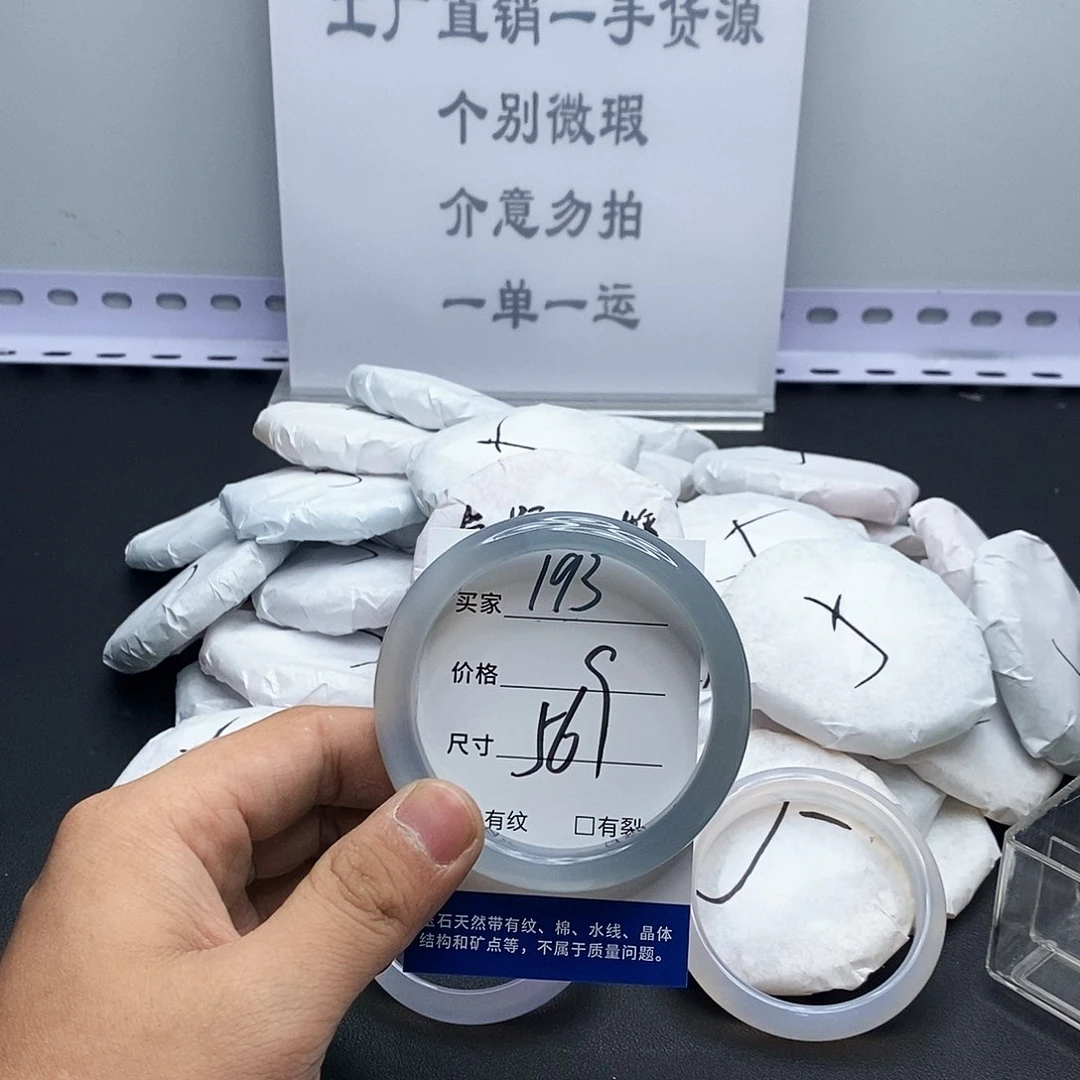 工厂直销一手货源
个别微瑕
介意勿拍
一单一运
买家 193
价格
尺寸 56
有纹 □有裂
玉石天然带有纹、棉、水线、晶体
结构和矿点等，不属于质量问题。